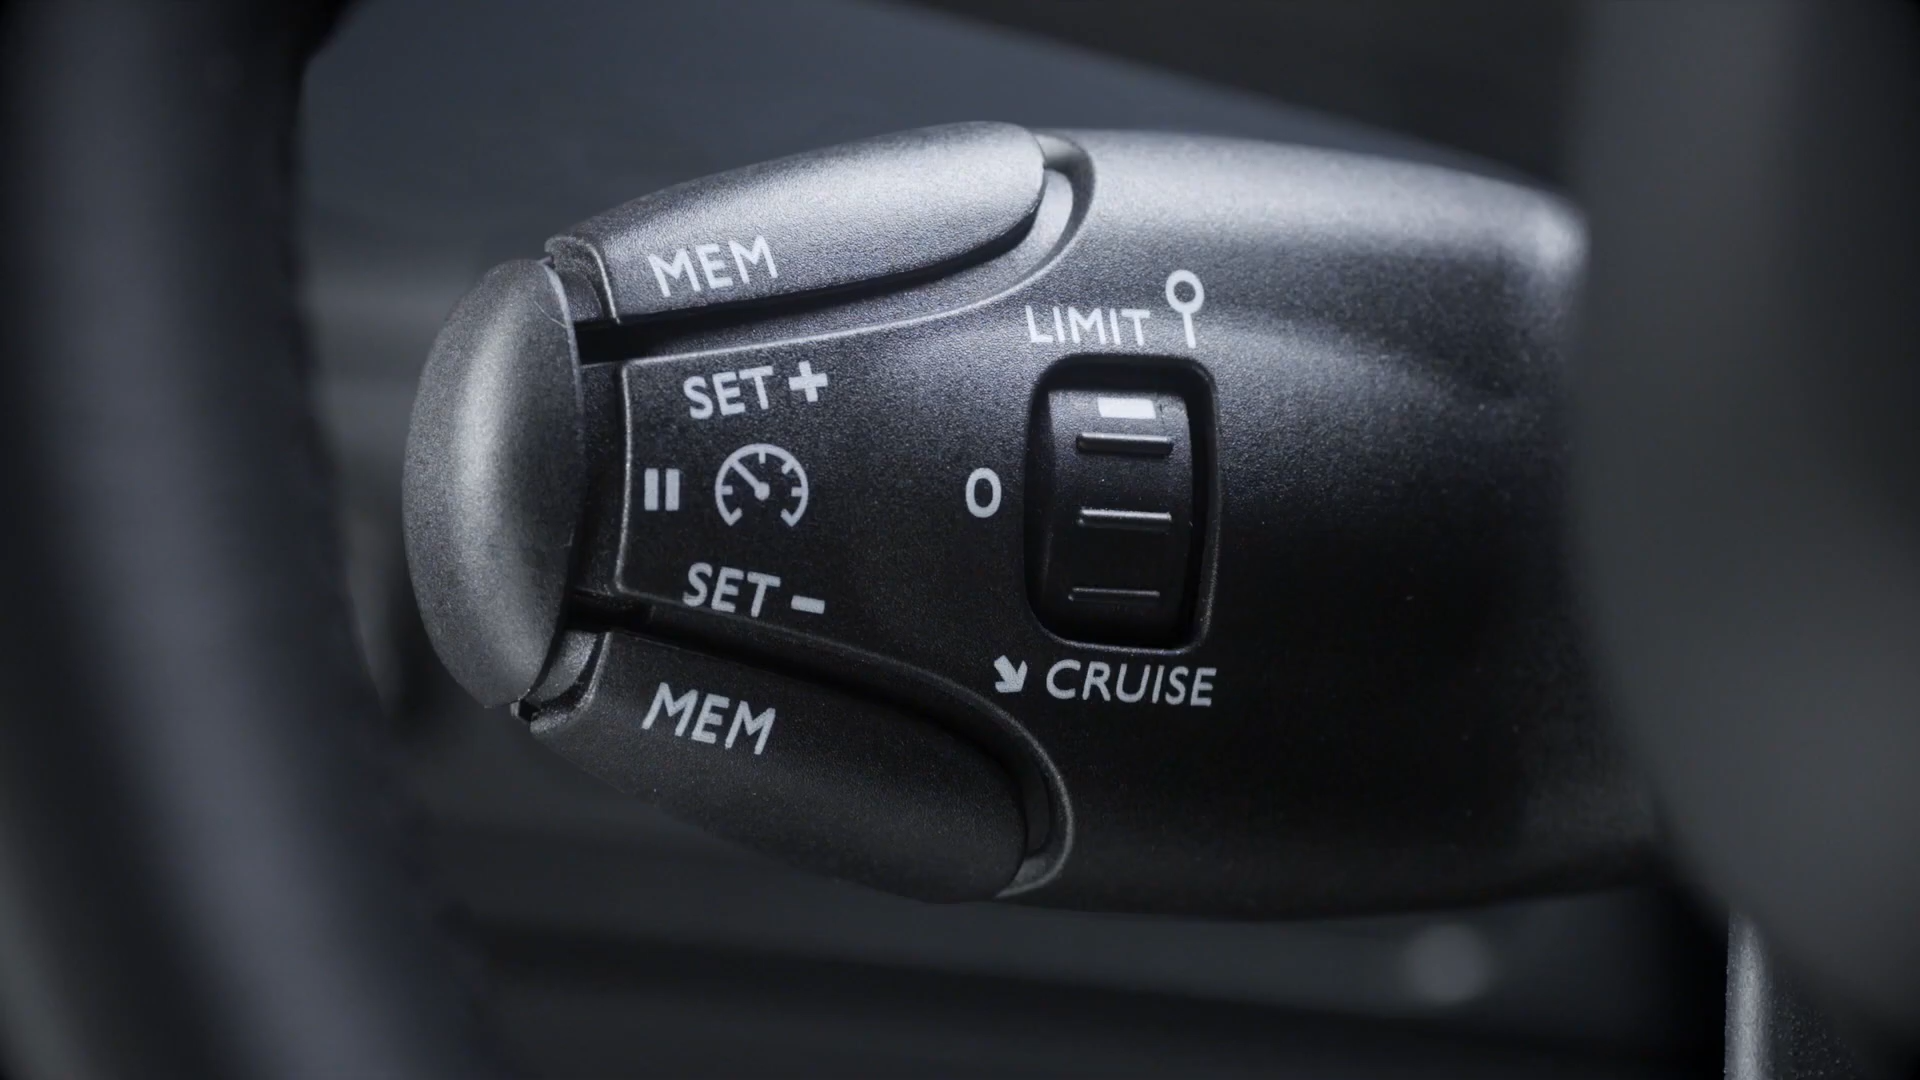 MEM
LIMIT
SET +
0
SET -
CRUISE
MEM